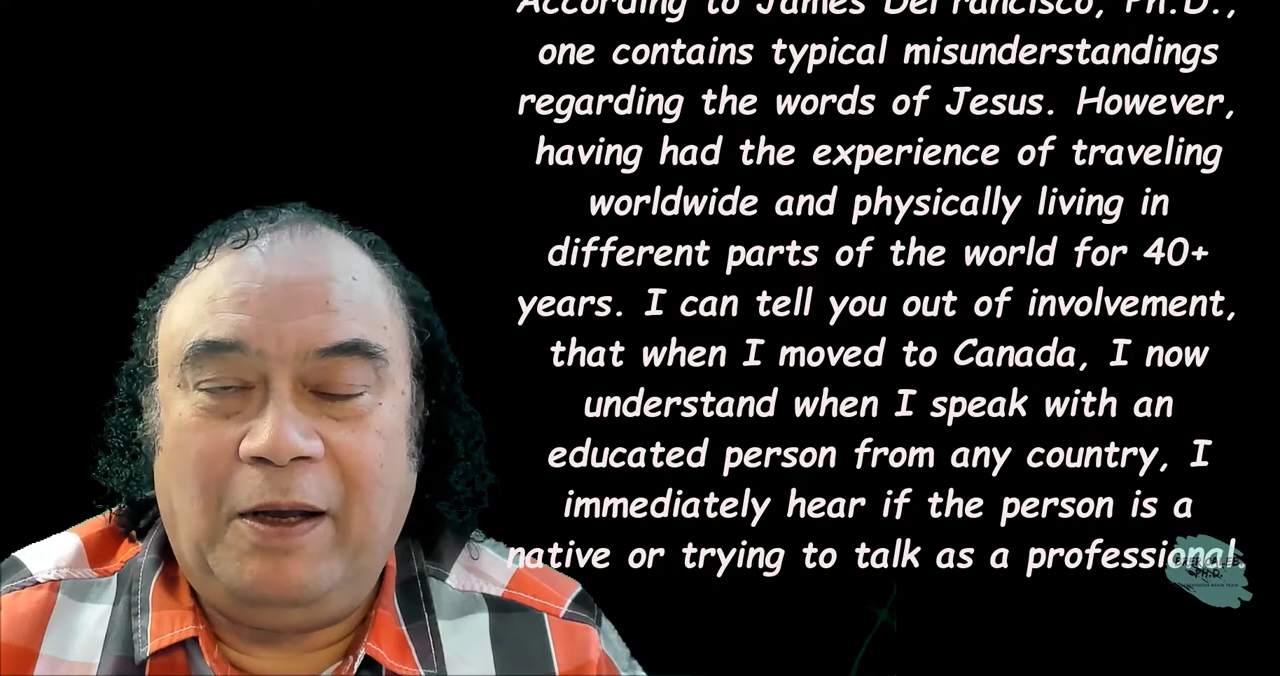 According to James DeFrancisco, Ph.D.,
one contains typical misunderstandings
regarding the words of Jesus. However,
having had the experience of traveling
worldwide and physically living in
different parts of the world for 40+
years. I can tell you out of involvement,
that when I moved to Canada, I now
understand when I speak with an
educated person from any country, I
immediately hear if the person is a
native or trying to talk as a professional.
PH.D.